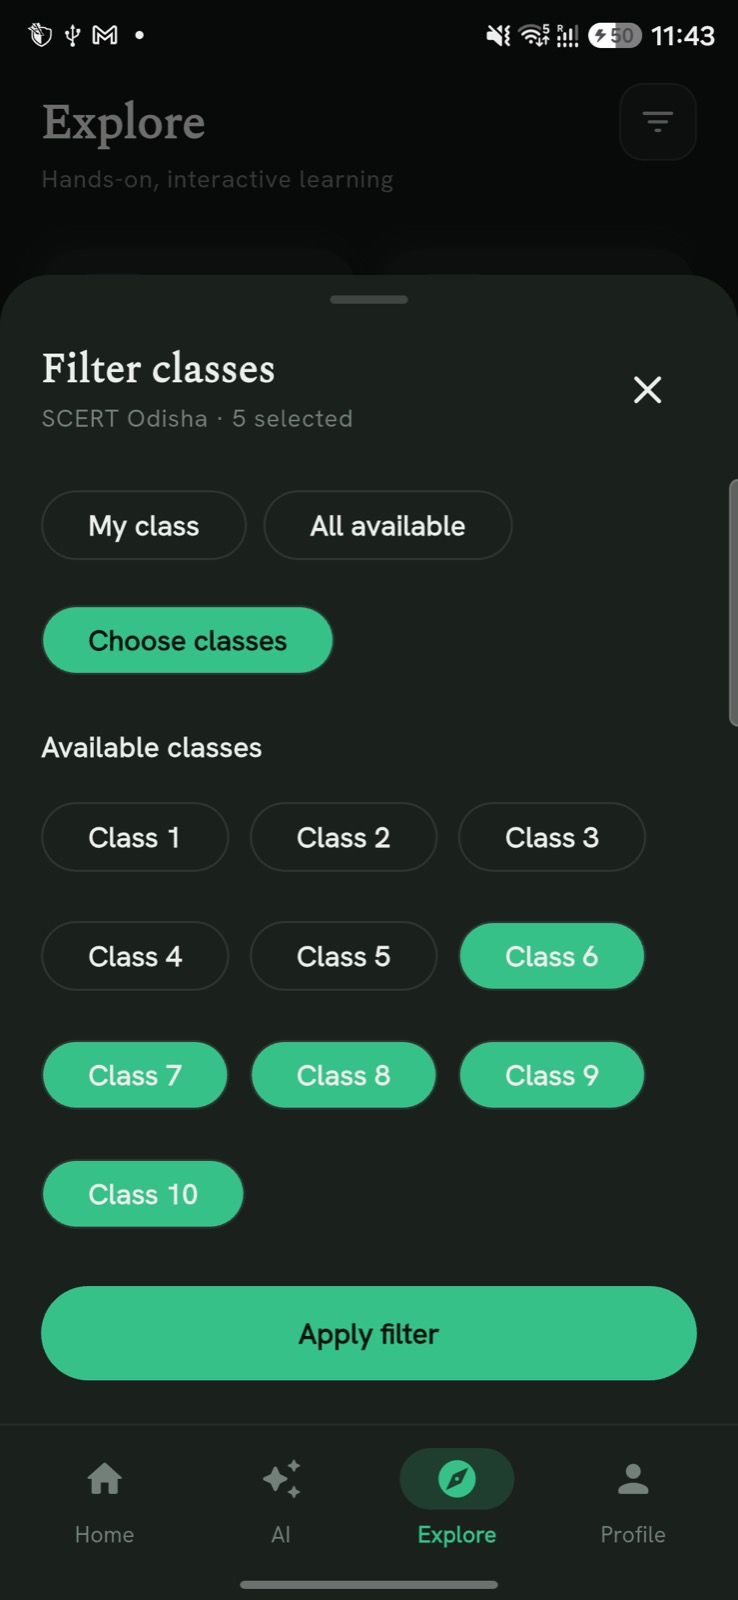 50 11:43
Explore
Hands-on, interactive learning
Filter classes
SCERT Odisha · 5 selected
My class All available
Choose classes
Available classes
Class 1 Class 2 Class 3
Class 4 Class 5 Class 6
Class 7 Class 8 Class 9
Class 10
Apply filter
Home AI Explore Profile